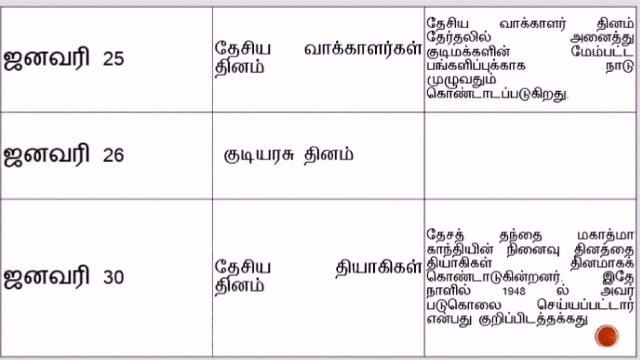 ஜனவரி 25
தேசிய வாக்காளர்கள்
தினம்
தேசிய வாக்காளர் தினம்
தேர்தலில் அனைத்து
குடிமக்களின் மேம்பட்ட
பங்களிப்புக்காக நாடு
முழுவதும்
கொண்டாடப்படுகிறது.
ஜனவரி 26
குடியரசு தினம்
ஜனவரி 30
தேசிய தியாகிகள்
தினம்
தேசத் தந்தை மகாத்மா
காந்தியின் நினைவு தினத்தை
தியாகிகள் தினமாகக்
கொண்டாடுகின்றனர். இதே
நாளில் 1948 ல் அவர்
படுகொலை செய்யப்பட்டார்
என்பது குறிப்பிடத்தக்கது